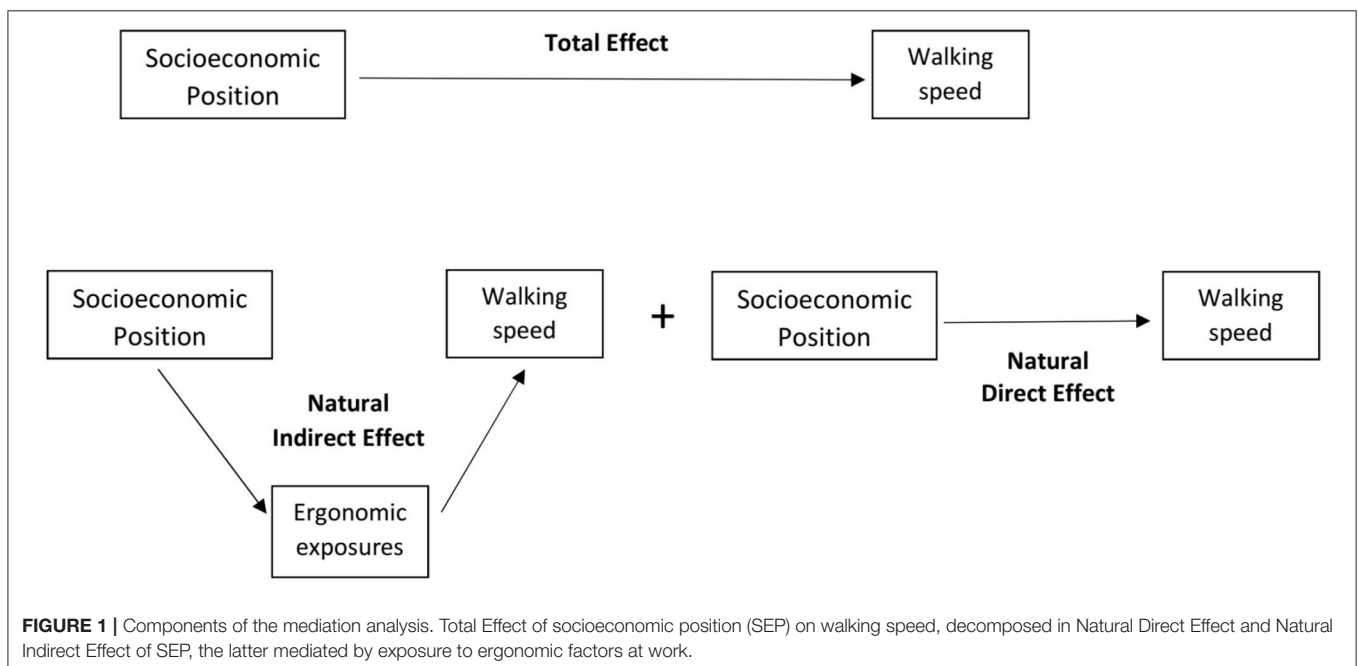 Total Effect
Socioeconomic
Position
Walking
speed
Socioeconomic
Position
Walking
speed
+
Socioeconomic
Position
Walking
speed
Natural
Indirect Effect
Natural
Direct Effect
Ergonomic
exposures
FIGURE 1 | Components of the mediation analysis. Total Effect of socioeconomic position (SEP) on walking speed, decomposed in Natural Direct Effect and Natural
Indirect Effect of SEP, the latter mediated by exposure to ergonomic factors at work.